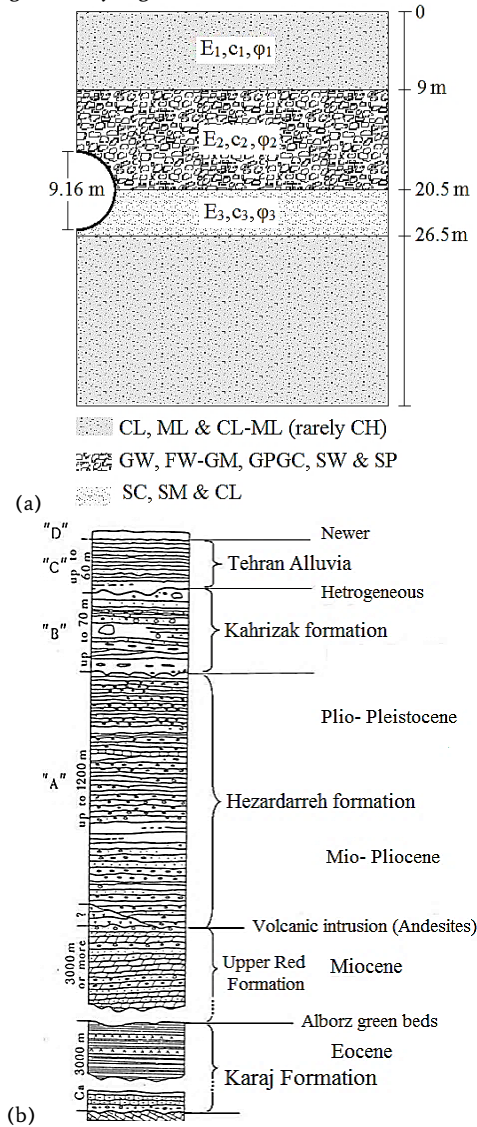 0
E1,c1,φ1
9 m
E2,c2,φ2
9.16 m
20.5 m
E3,c3,φ3
26.5 m
CL, ML & CL-ML (rarely CH)
GW, FW-GM, GPGC, SW & SP
SC, SM & CL
(a)
"D"
Newer
"C"
up to
60 m
Tehran Alluvia
Hetrogeneous
"B"
up to 70 m
Kahrizak formation
Plio- Pleistocene
"A"
up to 1200 m
Hezardarreh formation
Mio- Pliocene
?
Volcanic intrusion (Andesites)
3000 m
or more
Upper Red
Formation
Miocene
Alborz green beds
Eocene
Ca 3000 m
Karaj Formation
(b)